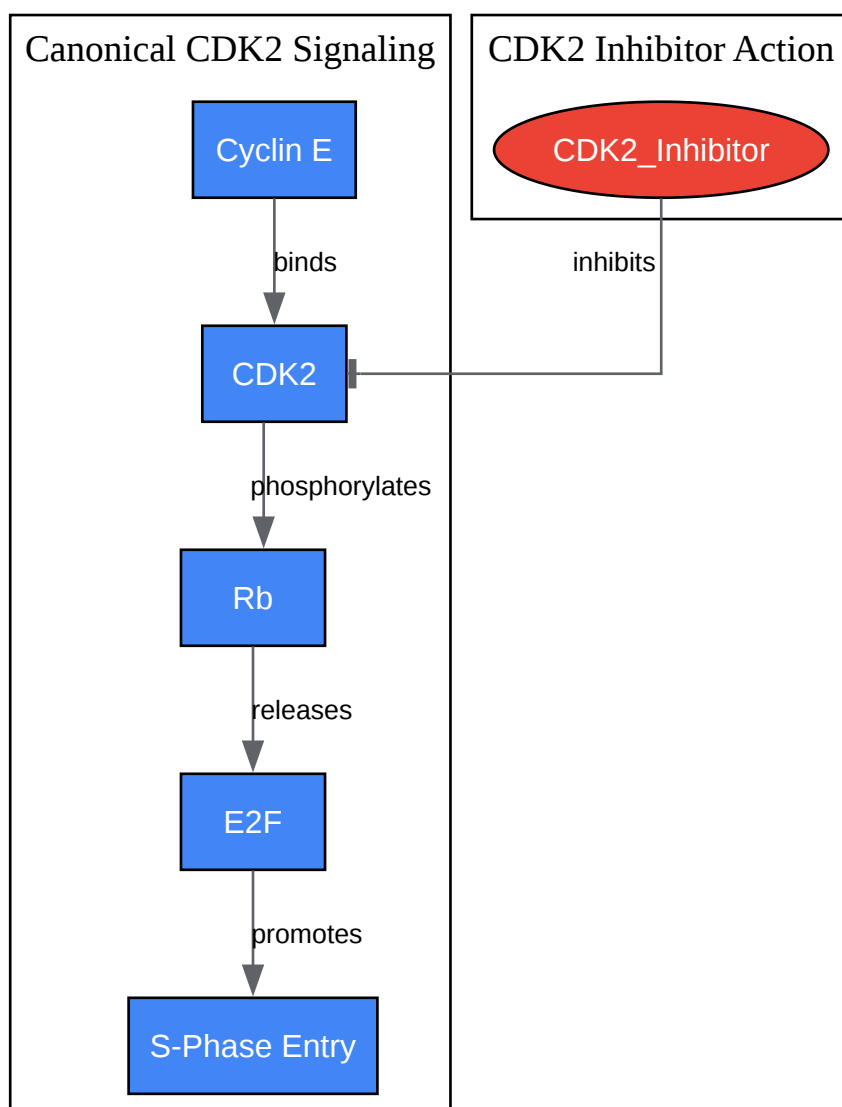 Canonical CDK2 Signaling
CDK2 Inhibitor Action
Cyclin E
CDK2_Inhibitor
binds
inhibits
CDK2
phosphorylates
Rb
releases
E2F
promotes
S-Phase Entry